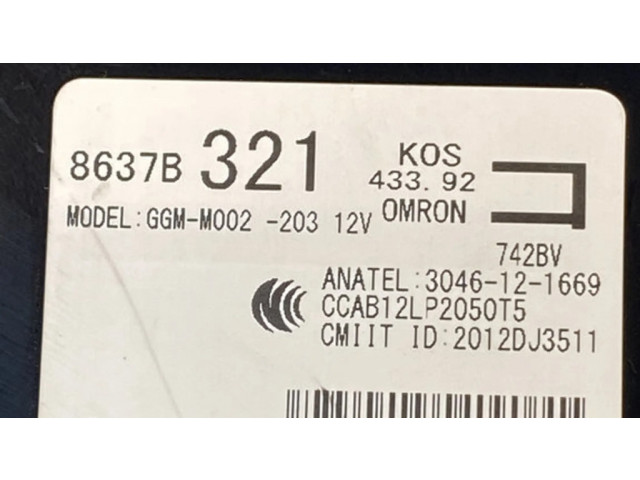 8637B 321 KOS
433.92
MODEL:GGM-M002 -203 12V OMRON
742BV
ANATEL:3046-12-1669
CCAB12LP2050T5
CMIIT ID:2012DJ3511